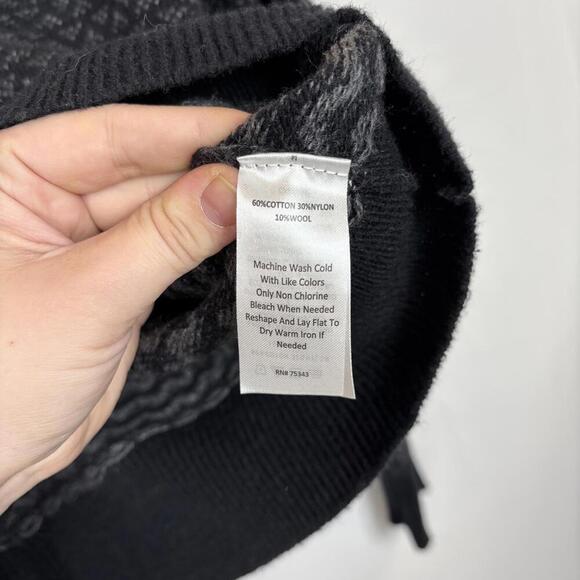 60%COTTON 30%NYLON
10%WOOL
Machine Wash Cold
With Like Colors
Only Non Chlorine
Bleach When Needed
Reshape And Lay Flat To
Dry Warm Iron If
Needed
RN# 75343